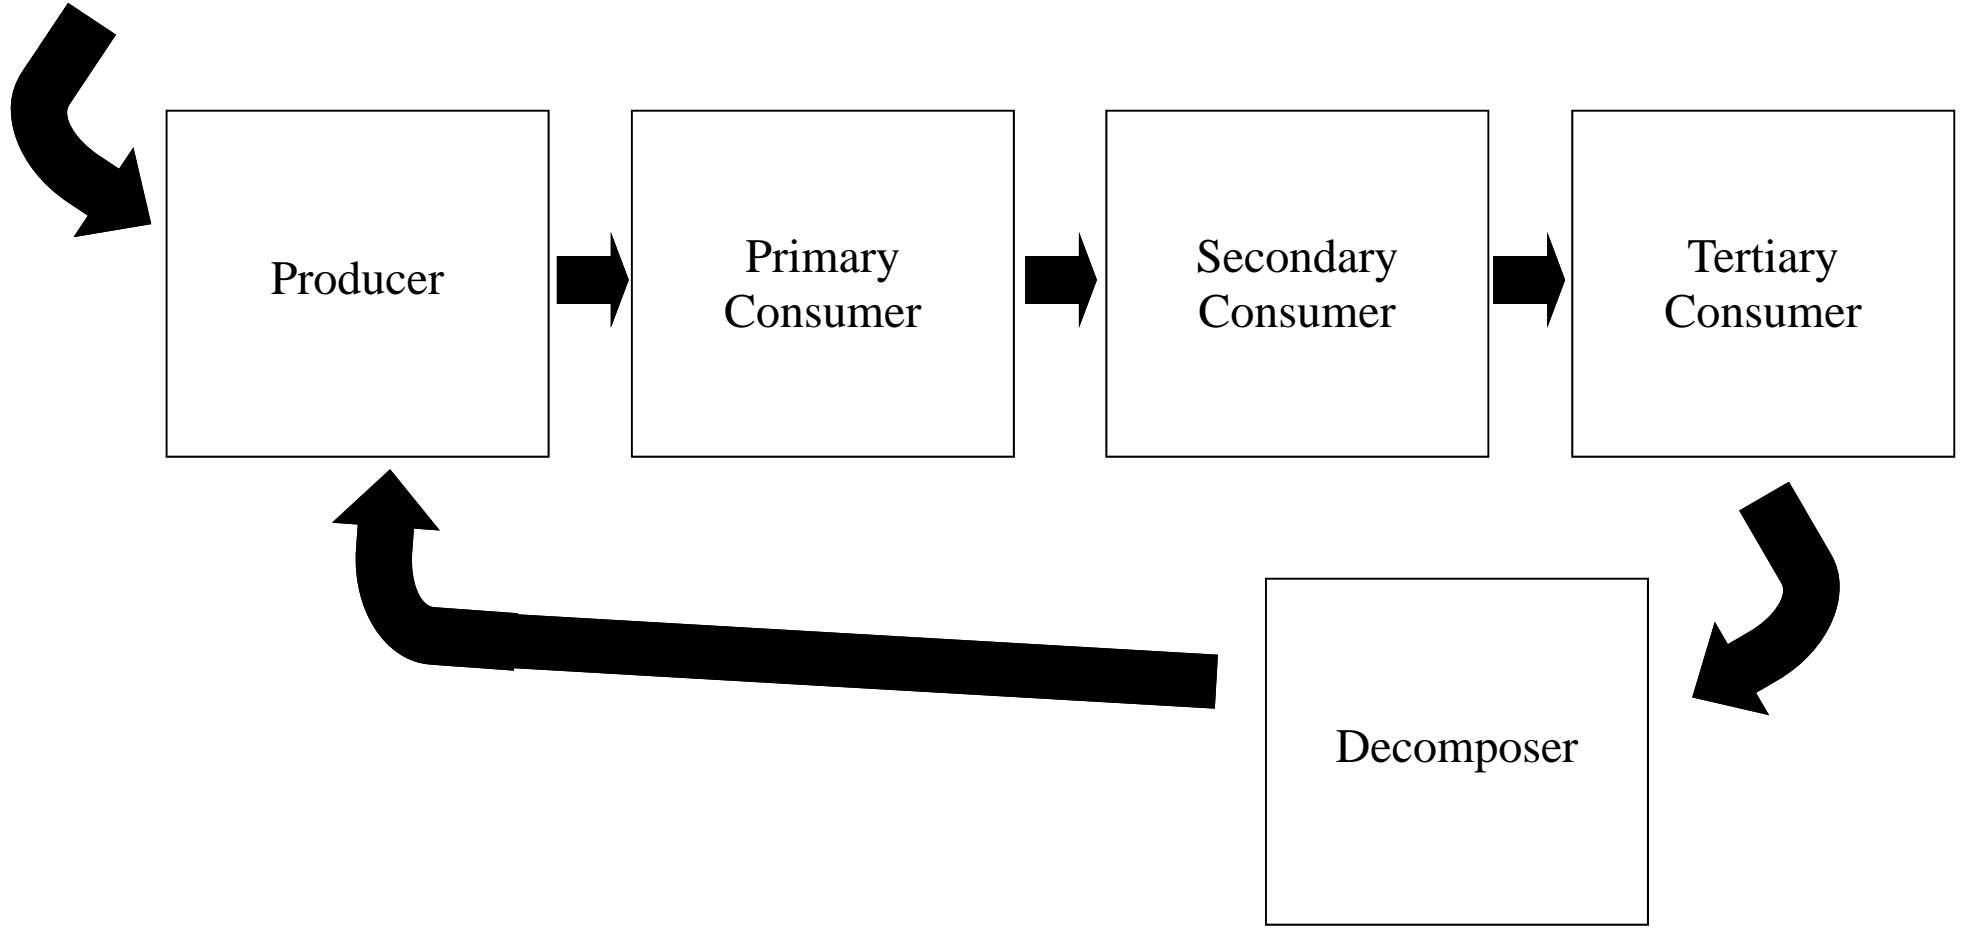 Producer
Primary
Consumer
Secondary
Consumer
Tertiary
Consumer
Decomposer